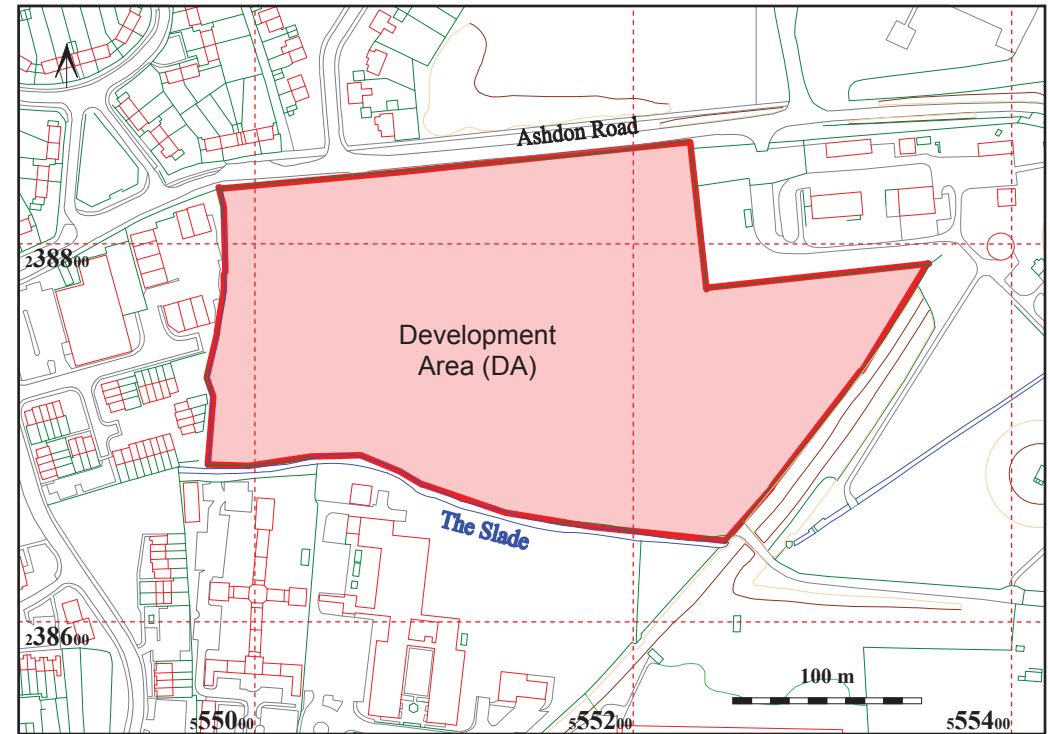 Ashdon Road
238800
Development
Area (DA)
The Slade
238600
100 m
555000
555200
555400